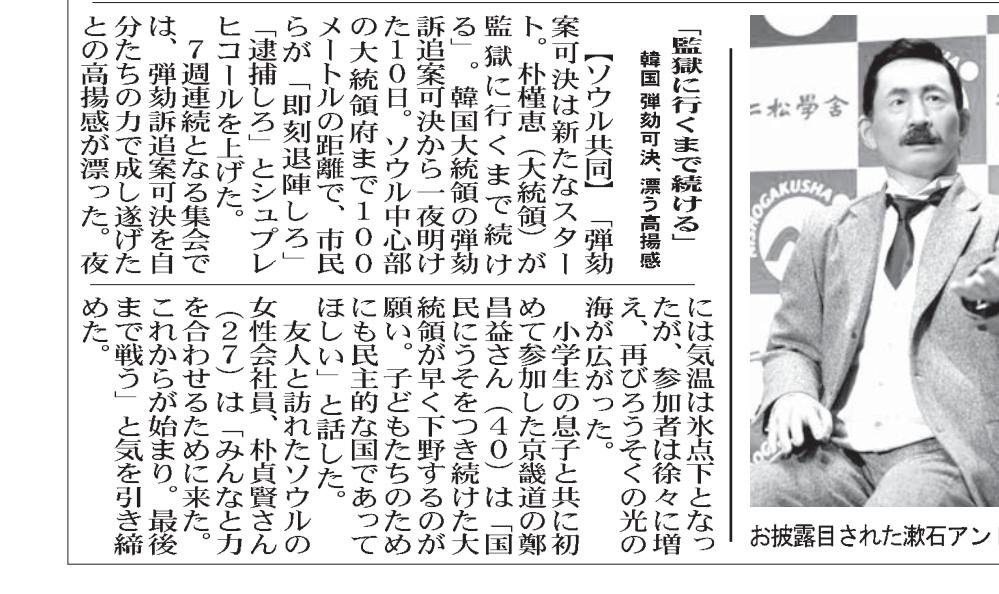 「監獄に行くまで続ける」
韓国 弾劾可決、漂う高揚感
【ソウル共同】「弾劾
案可決は新たなスター
ト。朴槿恵（大統領）が
監獄に行くまで続け
る」。韓国大統領の弾劾
訴追案可決から一夜明け
た１０日。ソウル中心部
の大統領府まで１００
メートルの距離で、市民
らが「即刻退陣しろ」
「逮捕しろ」とシュプレ
ヒコールを上げた。
７週連続となる集会で
は、弾劾訴追案可決を自
分たちの力で成し遂げた
との高揚感が漂った。夜
には気温は氷点下となっ
たが、参加者は徐々に増
え、再びろうそくの光の
海が広がった。
小学生の息子と共に初
めて参加した京畿道の鄭
昌益さん（４０）は「国
民にうそをつき続けた大
統領が早く下野するのが
願い。子どもたちのため
にも民主的な国であって
ほしい」と話した。
友人と訪れたソウルの
女性会社員、朴貞賢さん
（２７）は「みんなと力
を合わせるために来た。
これからが始まり。最後
まで戦う」と気を引き締
めた。
二松學舍
NISHOGAKUSHA
お披露目された漱石アンド